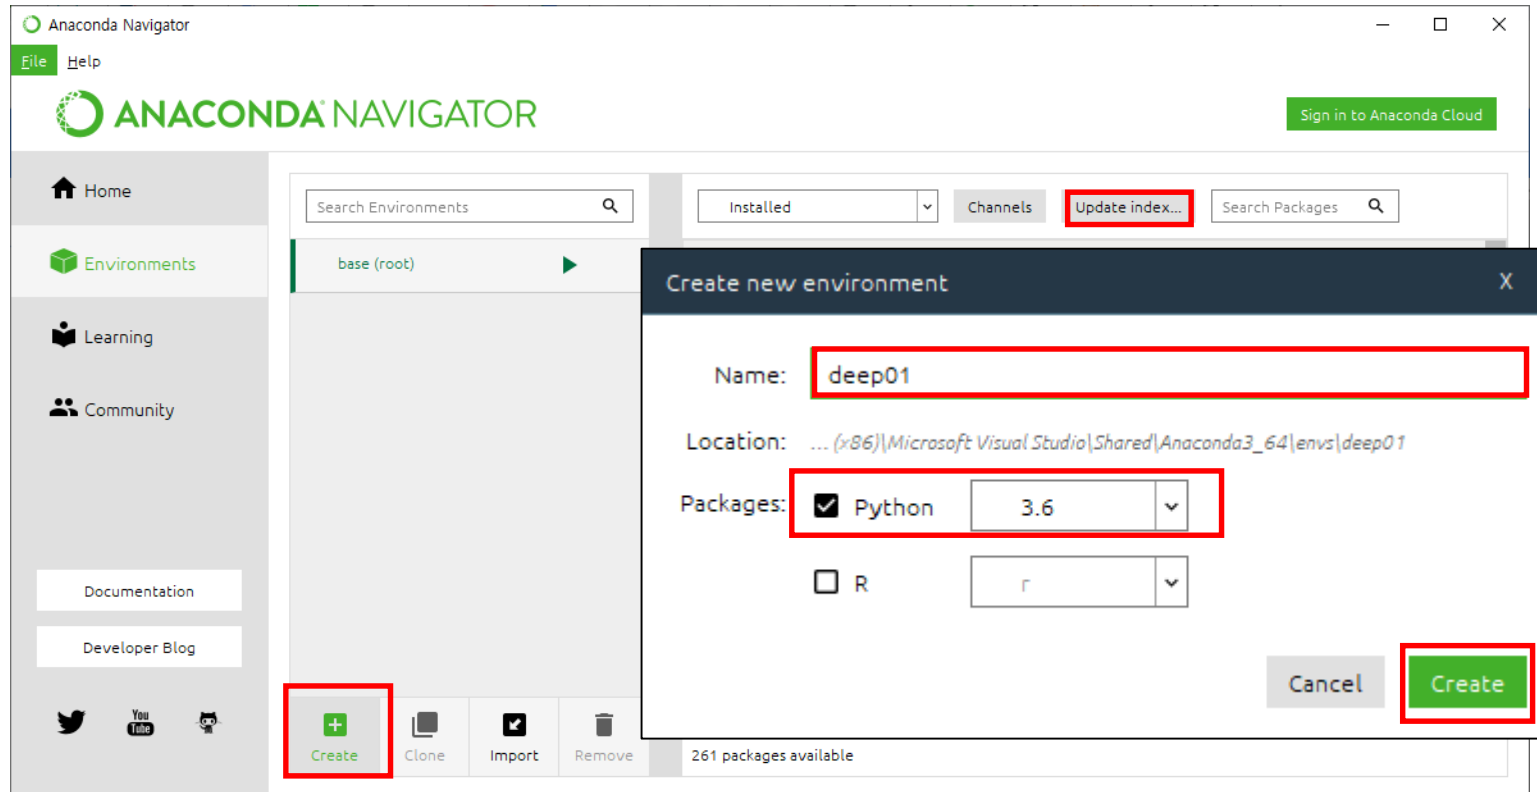 Anaconda Navigator
File Help
ANACONDA NAVIGATOR
Sign in to Anaconda Cloud
Home
Environments
Learning
Community
Documentation
Developer Blog
You
Tube
Search Environments
base (root)
Create Clone Import Remove
Installed Channels Update index... Search Packages
Create new environment X
Name: deep01
Location: ... (x86)\Microsoft Visual Studio\Shared\Anaconda3_64\envs\deep01
Packages: Python 3.6
R r
Cancel Create
261 packages available